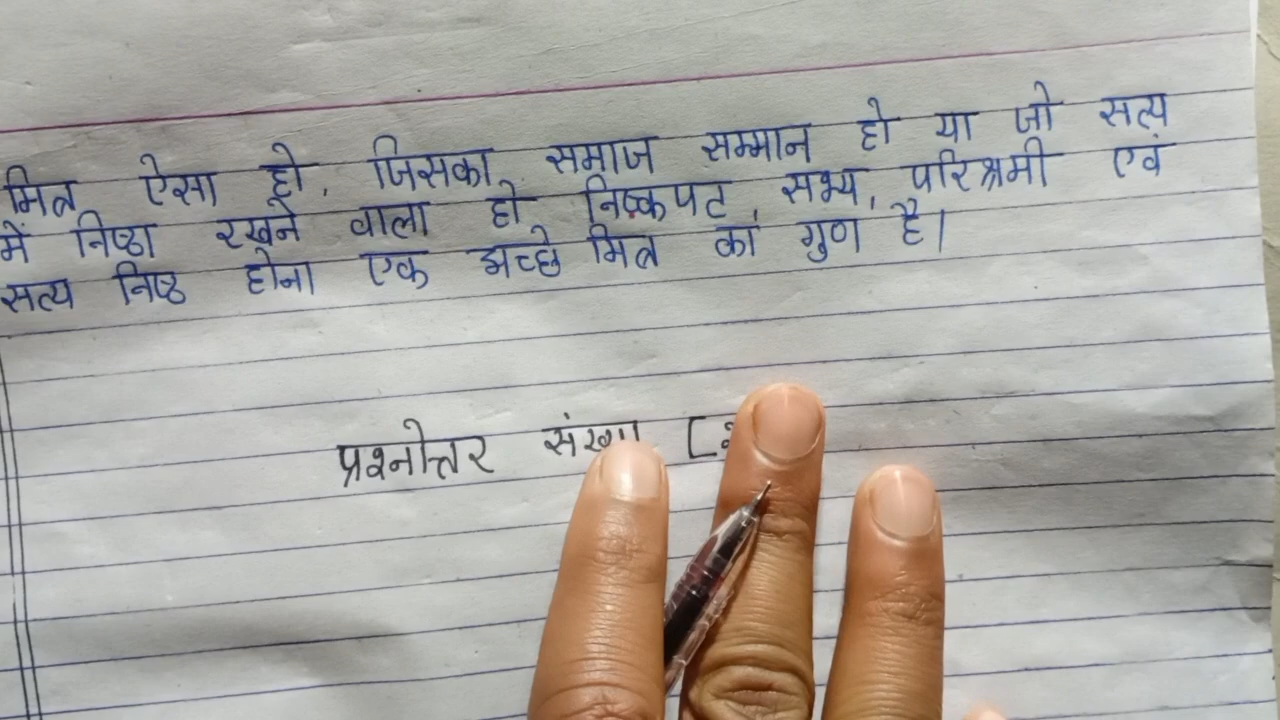 मित्र ऐसा हो, जिसका समाज सम्मान हो या जो सत्य
में निष्ठा रखने वाला हो निष्कपट, सभ्य, परिश्रमी एवं
सत्य निष्ठ होना एक अच्छे मित्र का गुण है।
प्रश्नोत्तर संख्या [